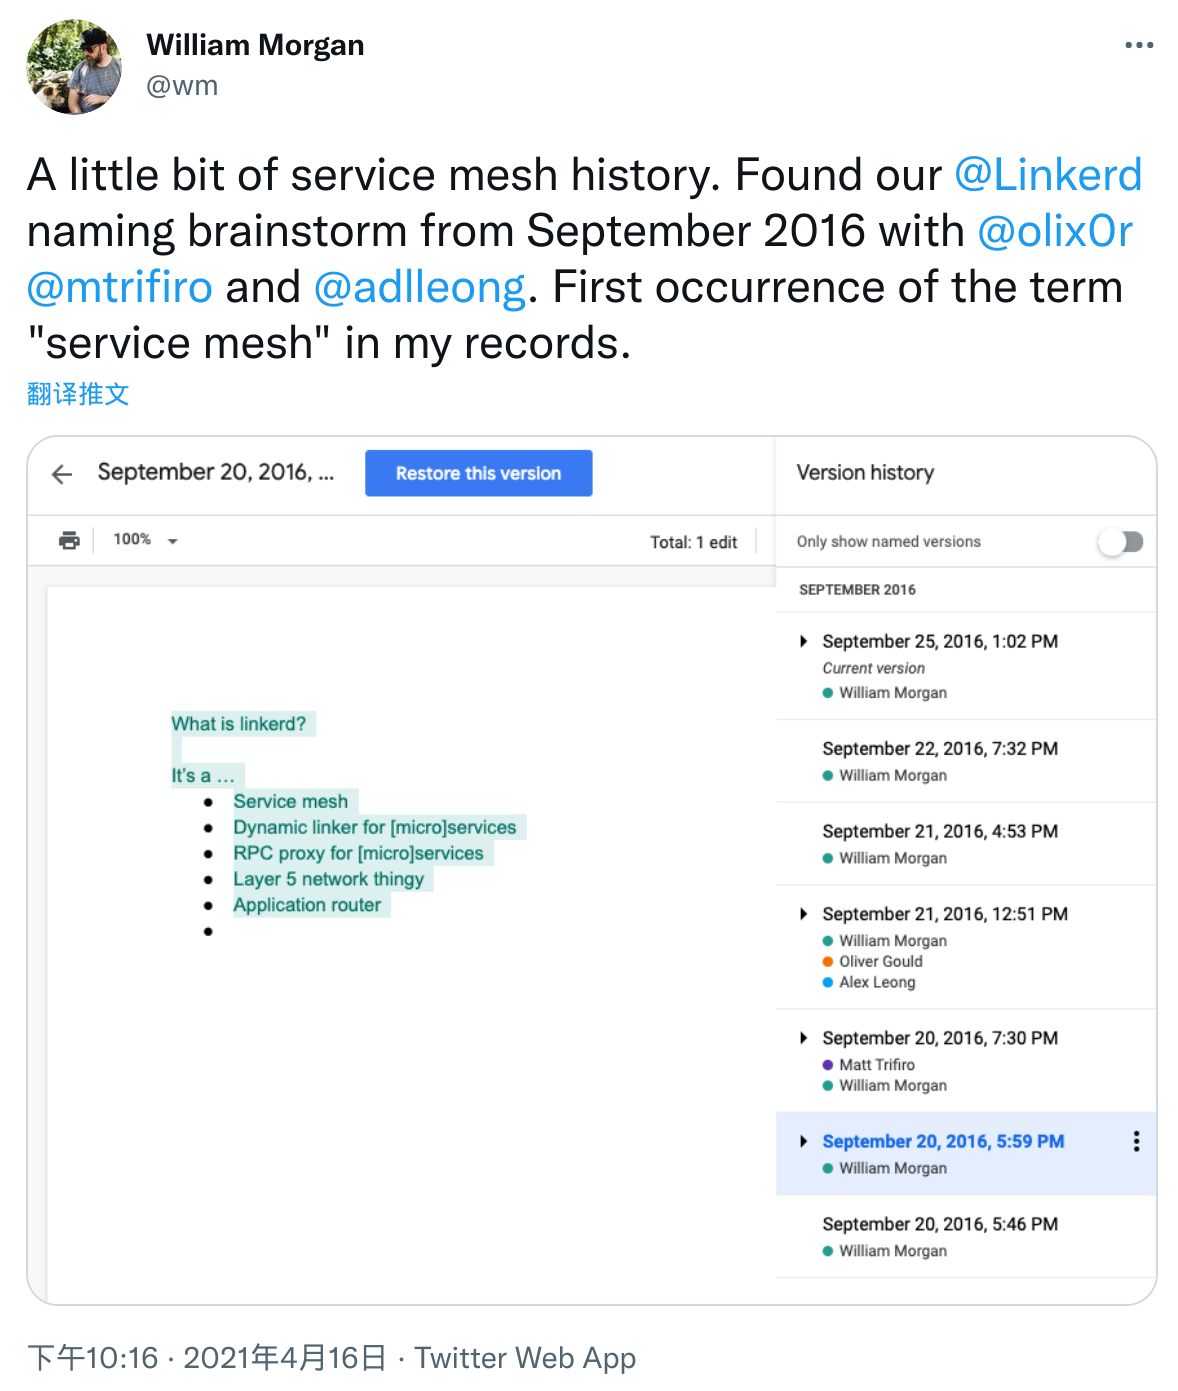 William Morgan
@wm
A little bit of service mesh history. Found our @Linkerd
naming brainstorm from September 2016 with @olix0r
@mtrifiro and @adlleong. First occurrence of the term
"service mesh" in my records.
翻译推文
September 20, 2016, ...
Restore this version
100%
Total: 1 edit
What is linkerd?
It's a ...
● Service mesh
● Dynamic linker for [micro]services
● RPC proxy for [micro]services
● Layer 5 network thingy
● Application router
●
Version history
Only show named versions
SEPTEMBER 2016
September 25, 2016, 1:02 PM
Current version
William Morgan
September 22, 2016, 7:32 PM
William Morgan
September 21, 2016, 4:53 PM
William Morgan
September 21, 2016, 12:51 PM
William Morgan
Oliver Gould
Alex Leong
September 20, 2016, 7:30 PM
Matt Trifiro
William Morgan
September 20, 2016, 5:59 PM
William Morgan
September 20, 2016, 5:46 PM
William Morgan
下午10:16 · 2021年4月16日 · Twitter Web App